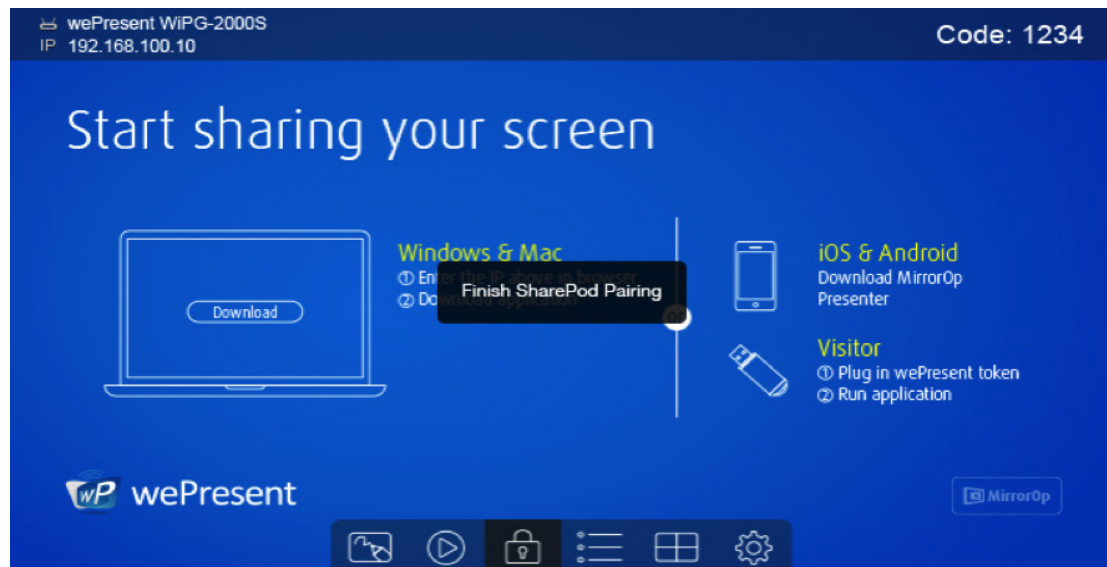 wePresent WiPG-2000S
IP 192.168.100.10
Code: 1234
Start sharing your screen
Download
Windows & Mac
① Enter the IP above in browser
② Download application
Finish SharePod Pairing
or
iOS & Android
Download MirrorOp
Presenter
Visitor
① Plug in wePresent token
② Run application
wP wePresent
MirrorOp